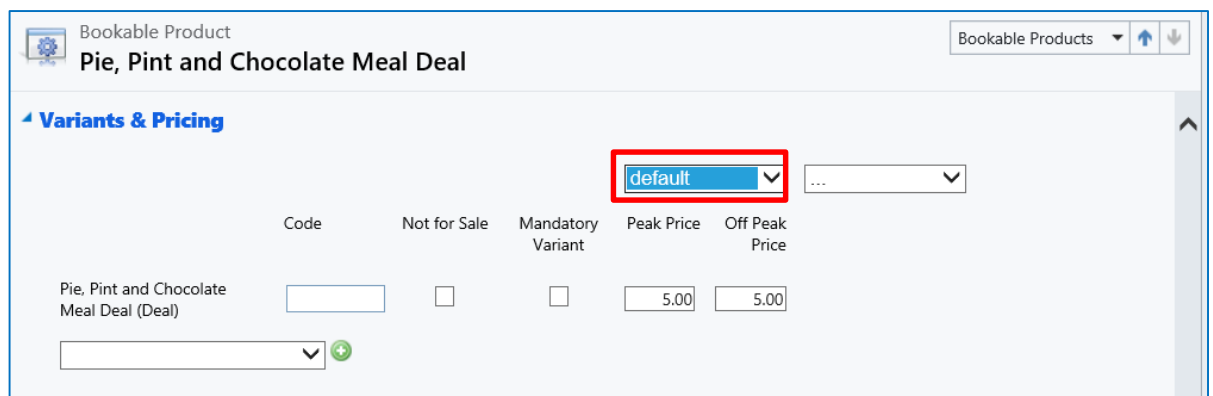 Bookable Product
Pie, Pint and Chocolate Meal Deal
Bookable Products
Variants & Pricing
default
...
Code
Not for Sale
Mandatory
Variant
Peak Price
Off Peak
Price
Pie, Pint and Chocolate
Meal Deal (Deal)
5.00
5.00